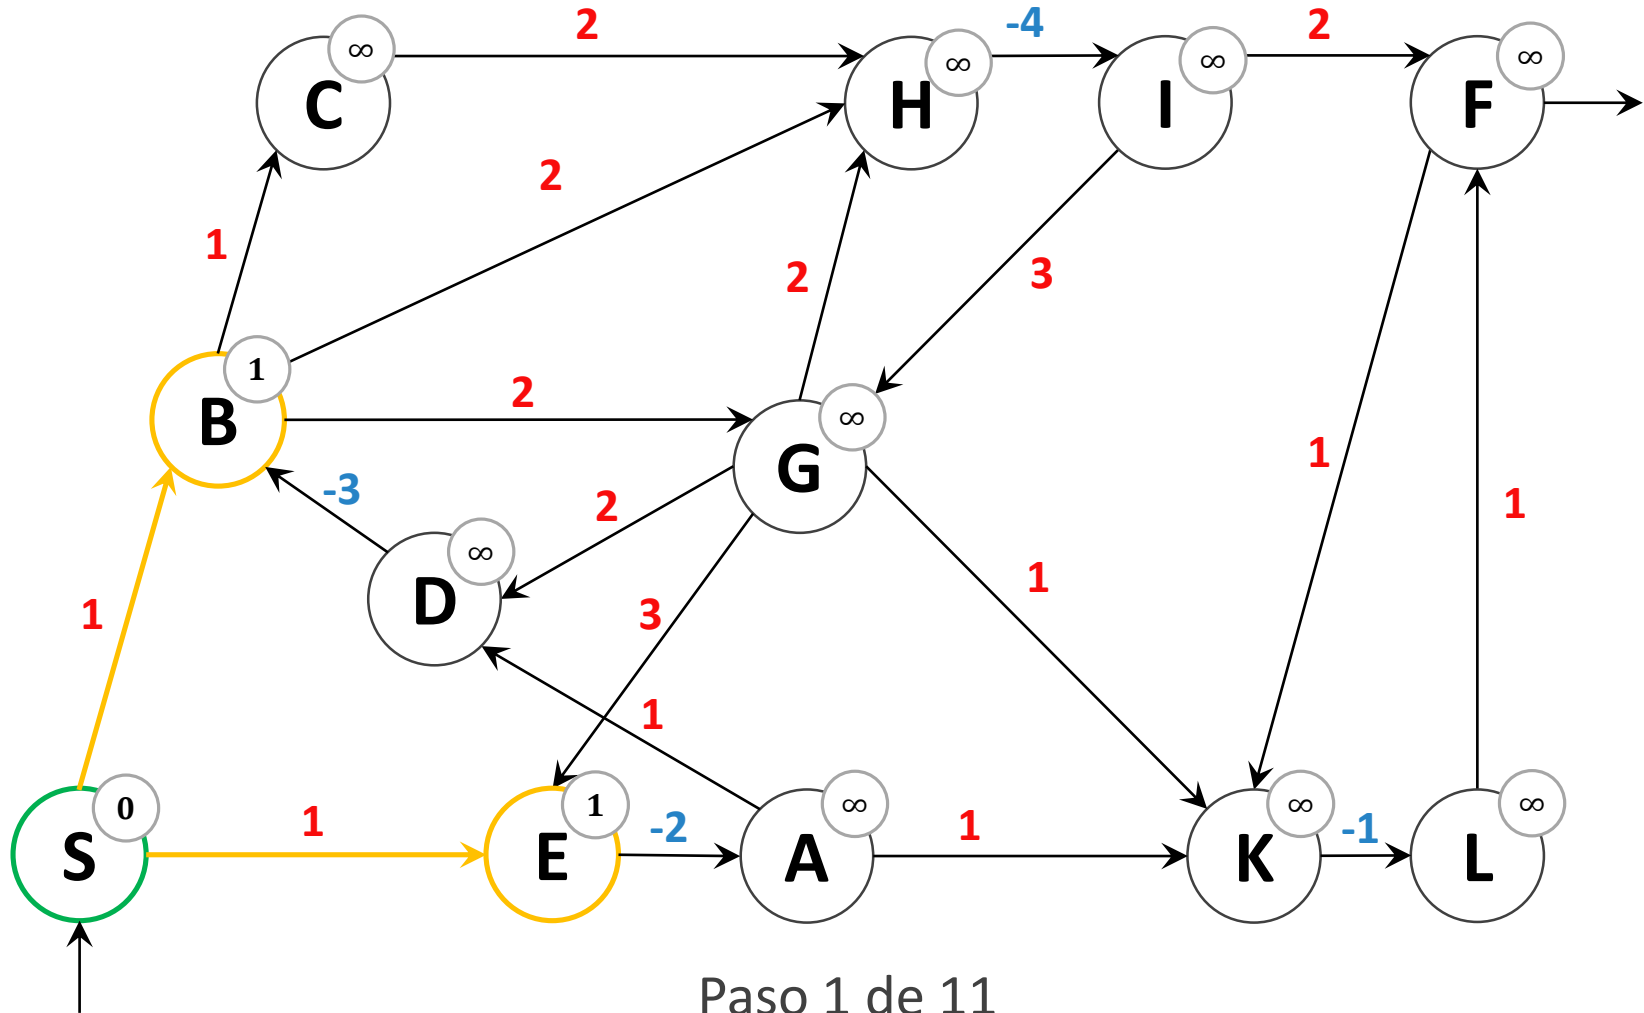 2 -4 2
∞ ∞ ∞ ∞
C H I F
2
1 2 3
1
B
2
G ∞
1
-3 2 1
D ∞
1 3 1
1
S 0
1
E 1
-2
A ∞
1
K ∞
-1
L ∞
Paso 1 de 11